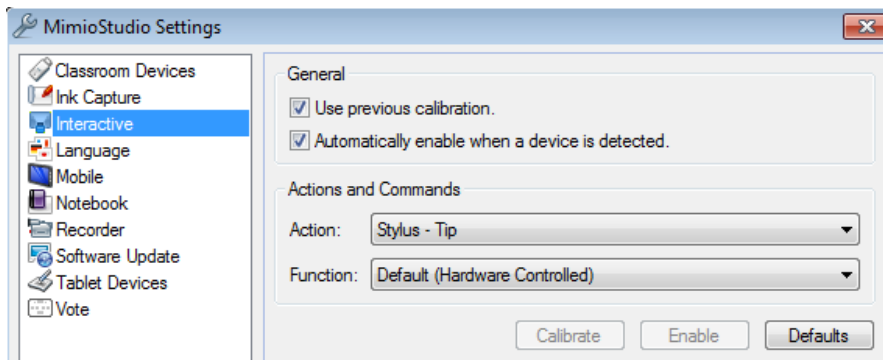 MimioStudio Settings
Classroom Devices
Ink Capture
Interactive
Language
Mobile
Notebook
Recorder
Software Update
Tablet Devices
Vote
General
Use previous calibration.
Automatically enable when a device is detected.
Actions and Commands
Action: Stylus - Tip
Function: Default (Hardware Controlled)
Calibrate Enable Defaults